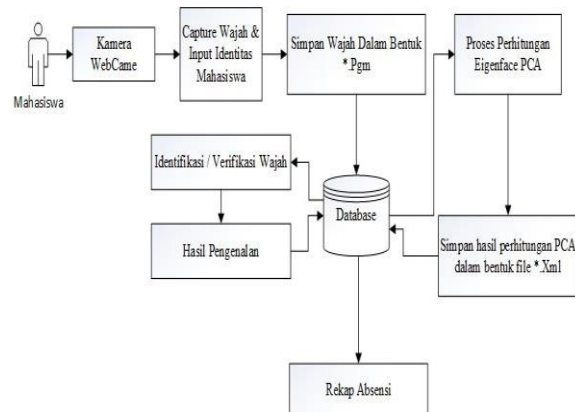 Mahasiswa
Kamera
WebCame
Capture Wajah &
Input Identitas
Mahasiswa
Simpan Wajah Dalam Bentuk
*.Pgm
Proses Perhitungan
Eigenface PCA
Identifikasi / Verifikasi Wajah
Hasil Pengenalan
Database
Simpan hasil perhitungan PCA
dalam bentuk file *.Xml
Rekap Absensi